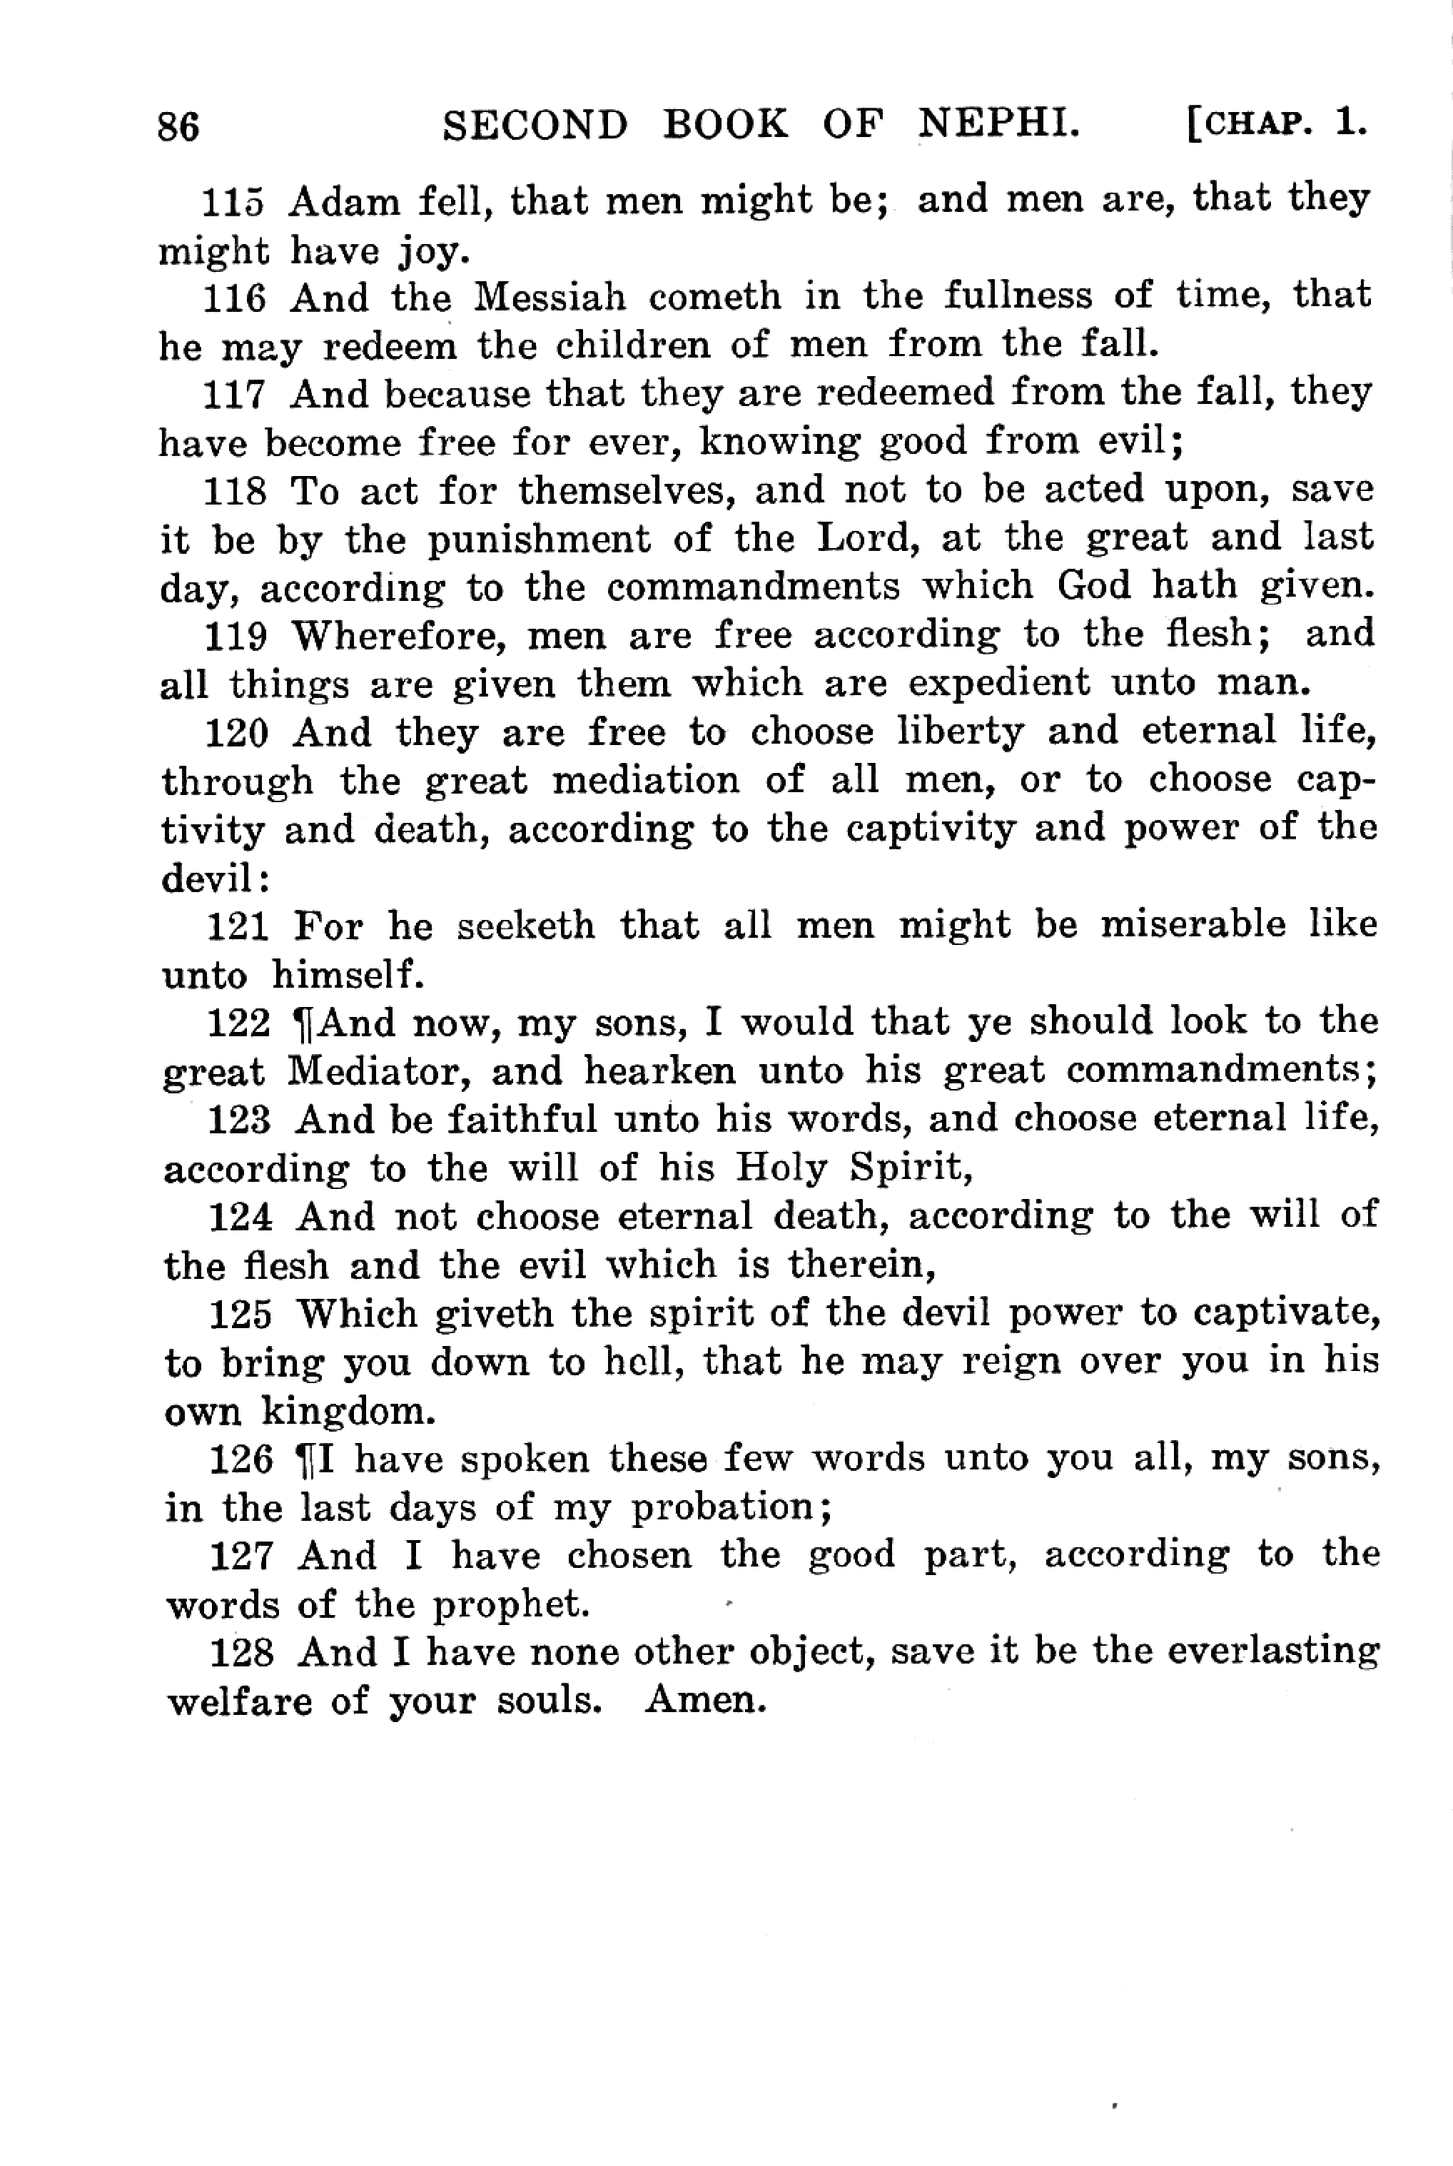 86 SECOND BOOK OF NEPHI. [CHAP. 1.
115 Adam fell, that men might be; and men are, that they
might have joy.
116 And the Messiah cometh in the fullness of time, that
he may redeem the children of men from the fall.
117 And because that they are redeemed from the fall, they
have become free for ever, knowing good from evil;
118 To act for themselves, and not to be acted upon, save
it be by the punishment of the Lord, at the great and last
day, according to the commandments which God hath given.
119 Wherefore, men are free according to the flesh; and
all things are given them which are expedient unto man.
120 And they are free to choose liberty and eternal life,
through the great mediation of all men, or to choose cap-
tivity and death, according to the captivity and power of the
devil:
121 For he seeketh that all men might be miserable like
unto himself.
122 ¶And now, my sons, I would that ye should look to the
great Mediator, and hearken unto his great commandments;
123 And be faithful unto his words, and choose eternal life,
according to the will of his Holy Spirit,
124 And not choose eternal death, according to the will of
the flesh and the evil which is therein,
125 Which giveth the spirit of the devil power to captivate,
to bring you down to hell, that he may reign over you in his
own kingdom.
126 ¶I have spoken these few words unto you all, my sons,
in the last days of my probation;
127 And I have chosen the good part, according to the
words of the prophet.
128 And I have none other object, save it be the everlasting
welfare of your souls. Amen.